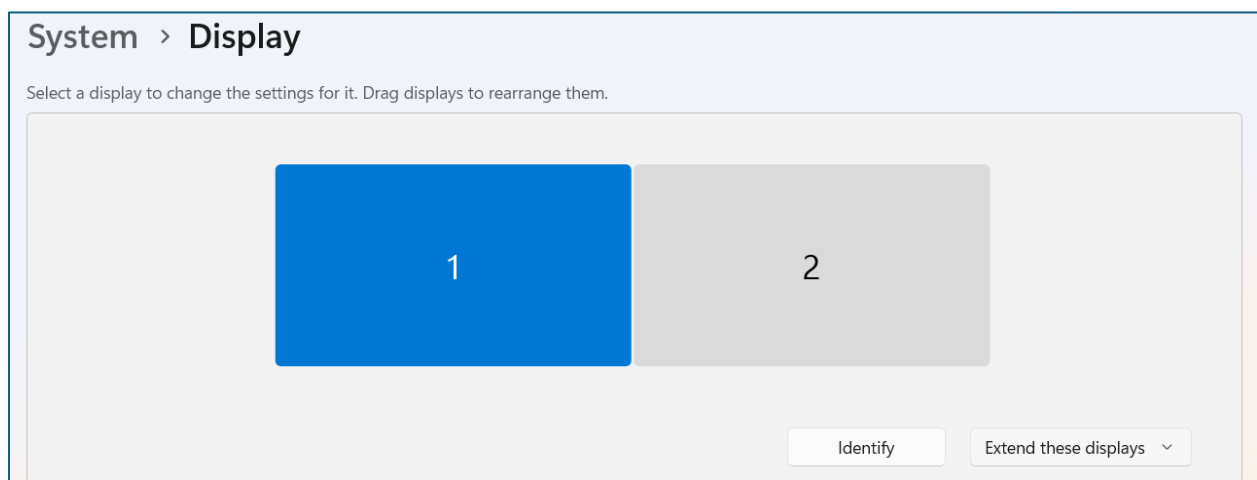 System > Display
Select a display to change the settings for it. Drag displays to rearrange them.
1 2
Identify Extend these displays